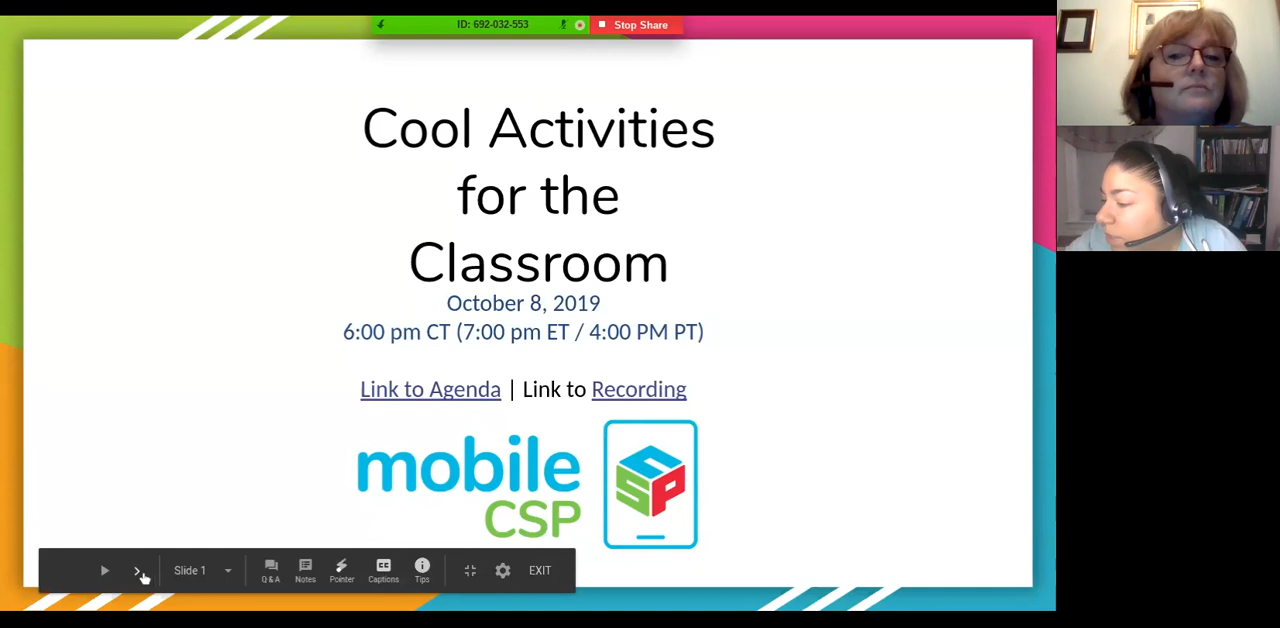 ID: 692-032-553
Stop Share
Cool Activities
for the
Classroom
October 8, 2019
6:00 pm CT (7:00 pm ET / 4:00 PM PT)
Link to Agenda | Link to Recording
mobile
CSP
CSP
Slide 1
Q & A
Notes
Pointer
Captions
Tips
EXIT